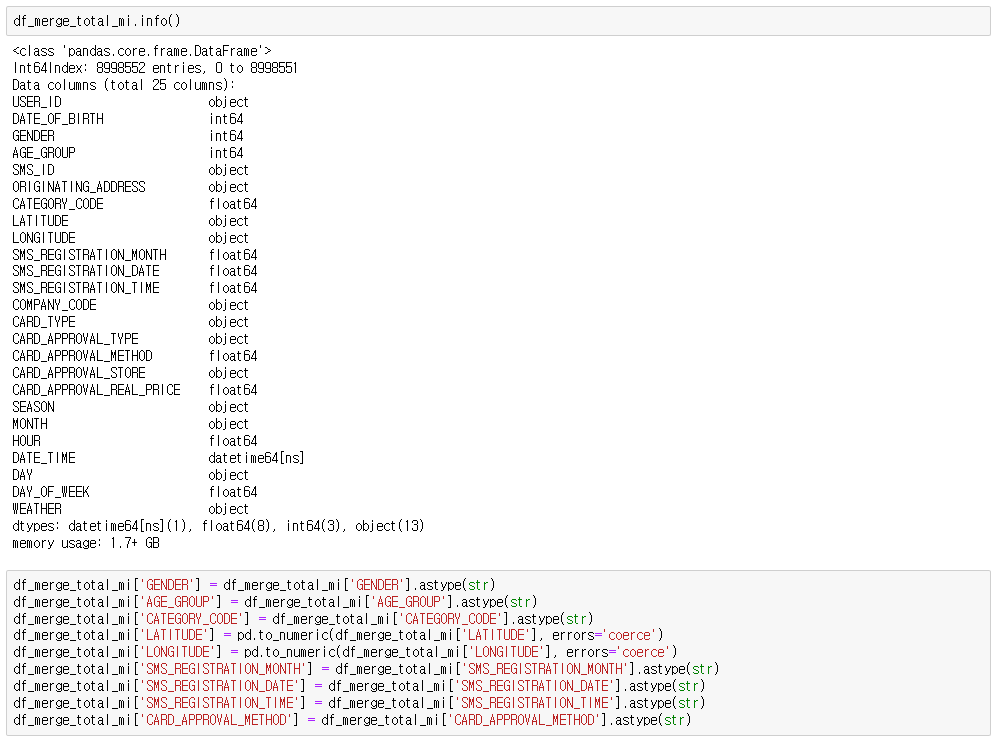 df_merge_total_mi.info()
<class 'pandas.core.frame.DataFrame'>
Int64Index: 8998552 entries, 0 to 8998551
Data columns (total 25 columns):
USER_ID                     object
DATE_OF_BIRTH               int64
GENDER                      int64
AGE_GROUP                   int64
SMS_ID                      object
ORIGINATING_ADDRESS         object
CATEGORY_CODE               float64
LATITUDE                    object
LONGITUDE                   object
SMS_REGISTRATION_MONTH      float64
SMS_REGISTRATION_DATE       float64
SMS_REGISTRATION_TIME       float64
COMPANY_CODE                object
CARD_TYPE                   object
CARD_APPROVAL_TYPE          object
CARD_APPROVAL_METHOD        float64
CARD_APPROVAL_STORE         object
CARD_APPROVAL_REAL_PRICE    float64
SEASON                      object
MONTH                       object
HOUR                        float64
DATE_TIME                   datetime64[ns]
DAY                         object
DAY_OF_WEEK                 float64
WEATHER                     object
dtypes: datetime64[ns](1), float64(8), int64(3), object(13)
memory usage: 1.7+ GB
df_merge_total_mi['GENDER'] = df_merge_total_mi['GENDER'].astype(str)
df_merge_total_mi['AGE_GROUP'] = df_merge_total_mi['AGE_GROUP'].astype(str)
df_merge_total_mi['CATEGORY_CODE'] = df_merge_total_mi['CATEGORY_CODE'].astype(str)
df_merge_total_mi['LATITUDE'] = pd.to_numeric(df_merge_total_mi['LATITUDE'], errors='coerce')
df_merge_total_mi['LONGITUDE'] = pd.to_numeric(df_merge_total_mi['LONGITUDE'], errors='coerce')
df_merge_total_mi['SMS_REGISTRATION_MONTH'] = df_merge_total_mi['SMS_REGISTRATION_MONTH'].astype(str)
df_merge_total_mi['SMS_REGISTRATION_DATE'] = df_merge_total_mi['SMS_REGISTRATION_DATE'].astype(str)
df_merge_total_mi['SMS_REGISTRATION_TIME'] = df_merge_total_mi['SMS_REGISTRATION_TIME'].astype(str)
df_merge_total_mi['CARD_APPROVAL_METHOD'] = df_merge_total_mi['CARD_APPROVAL_METHOD'].astype(str)